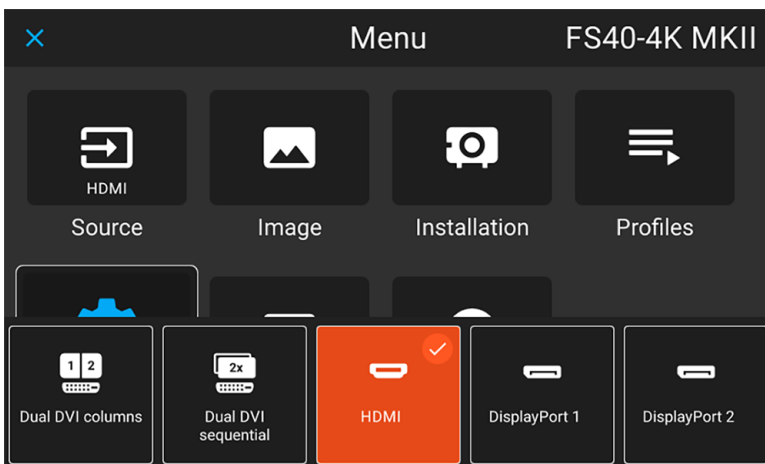 Menu
FS40-4K MKII
HDMI
Source
Image
Installation
Profiles
1 2
Dual DVI columns
2x
Dual DVI
sequential
HDMI
DisplayPort 1
DisplayPort 2